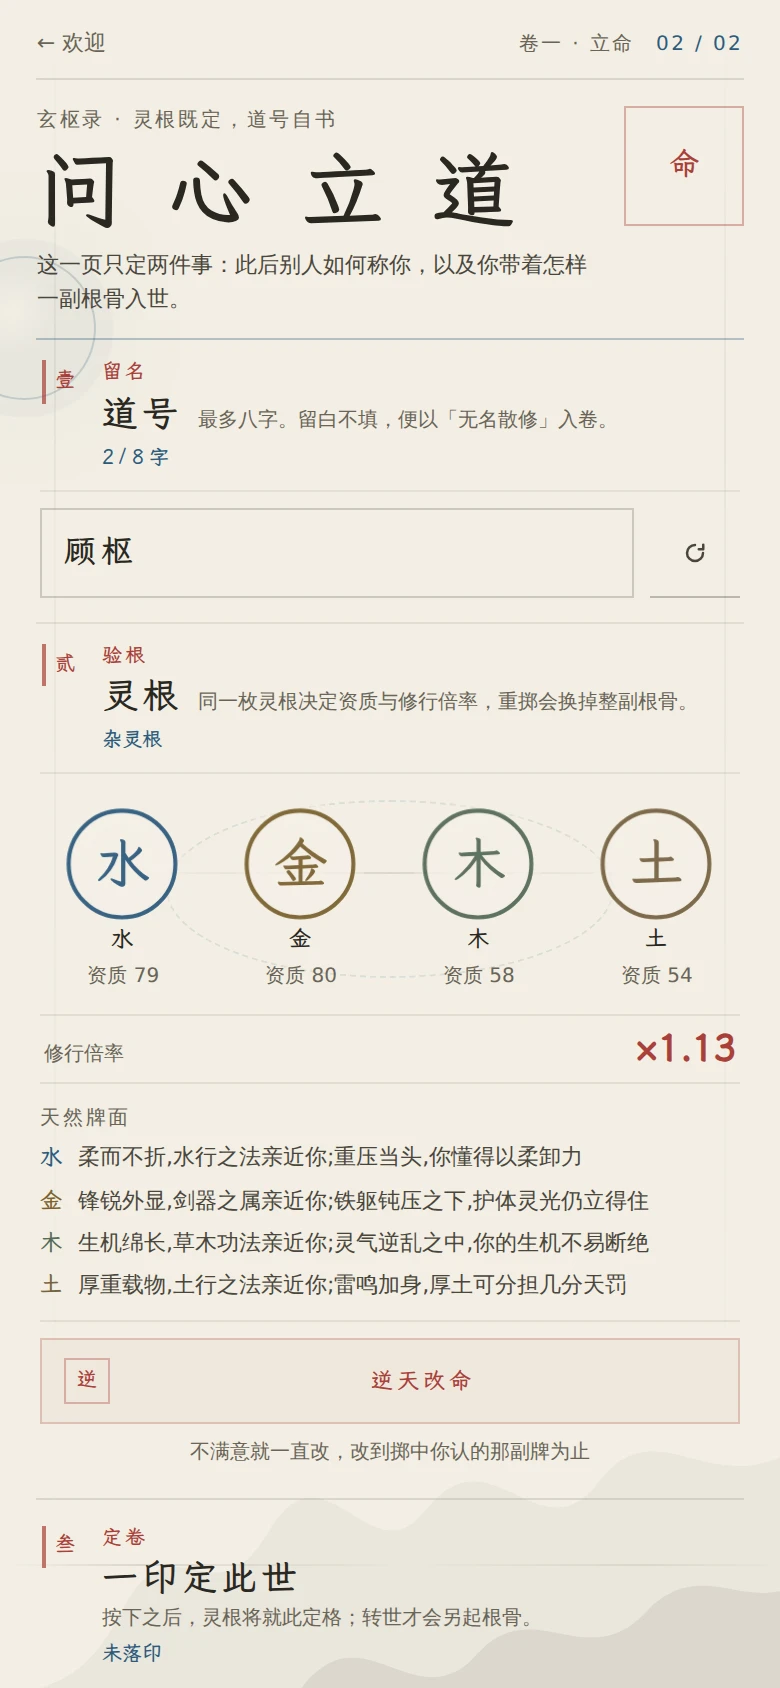 ← 欢迎
卷一 · 立命 02 / 02
玄枢录 · 灵根既定，道号自书
问心立道
命
这一页只定两件事：此后别人如何称你，以及你带着怎样
一副根骨入世。
壹 留名
道号 最多八字。留白不填，便以「无名散修」入卷。
2 / 8 字
顾枢
贰 验根
灵根 同一枚灵根决定资质与修行倍率，重掷会换掉整副根骨。
杂灵根
水 金 木 土
水 金 木 土
资质 79 资质 80 资质 58 资质 54
修行倍率 ×1.13
天然牌面
水 柔而不折,水行之法亲近你;重压当头,你懂得以柔卸力
金 锋锐外显,剑器之属亲近你;铁躯钝压之下,护体灵光仍立得住
木 生机绵长,草木功法亲近你;灵气逆乱之中,你的生机不易断绝
土 厚重载物,土行之法亲近你;雷鸣加身,厚土可分担几分天罚
逆 逆天改命
不满意就一直改，改到掷中你认的那副牌为止
叁 定卷
一印定此世
按下之后，灵根将就此定格；转世才会另起根骨。
未落印